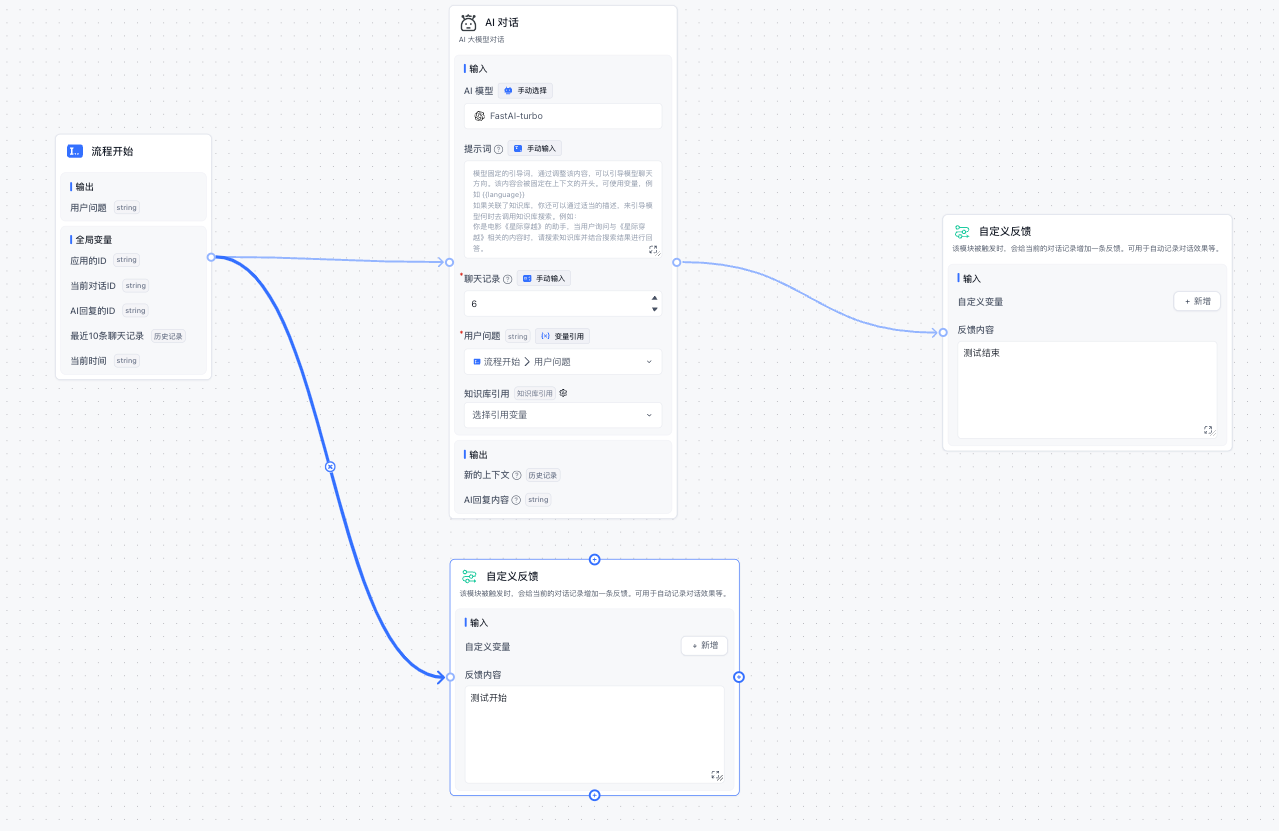 流程开始
输出
用户问题 string
全局变量
应用的ID string
当前对话ID string
AI回复的ID string
最近10条聊天记录 历史记录
当前时间 string
AI 对话
AI 大模型对话
输入
AI 模型 手动选择
FastAI-turbo
提示词 手动输入
模型固定的引导词，通过调整该内容，可以引导模型聊天
方向。该内容会被固定在上下文的开头。可使用变量，例
如 {{language}}
如果关联了知识库，你还可以通过适当的描述，来引导模
型何时去调用知识库搜索。例如：
你是电影《星际穿越》的助手，当用户询问与《星际穿
越》相关的内容时，请搜索知识库并结合搜索结果进行回
答。
*聊天记录 手动输入
6
*用户问题 string 变量引用
流程开始 > 用户问题
知识库引用 知识库引用
选择引用变量
输出
新的上下文 历史记录
AI回复内容 string
自定义反馈
该模块被触发时，会给当前的对话记录增加一条反馈。可用于自动记录对话效果等。
输入
自定义变量 + 新增
反馈内容
测试结束
自定义反馈
该模块被触发时，会给当前的对话记录增加一条反馈。可用于自动记录对话效果等。
输入
自定义变量 + 新增
反馈内容
测试开始